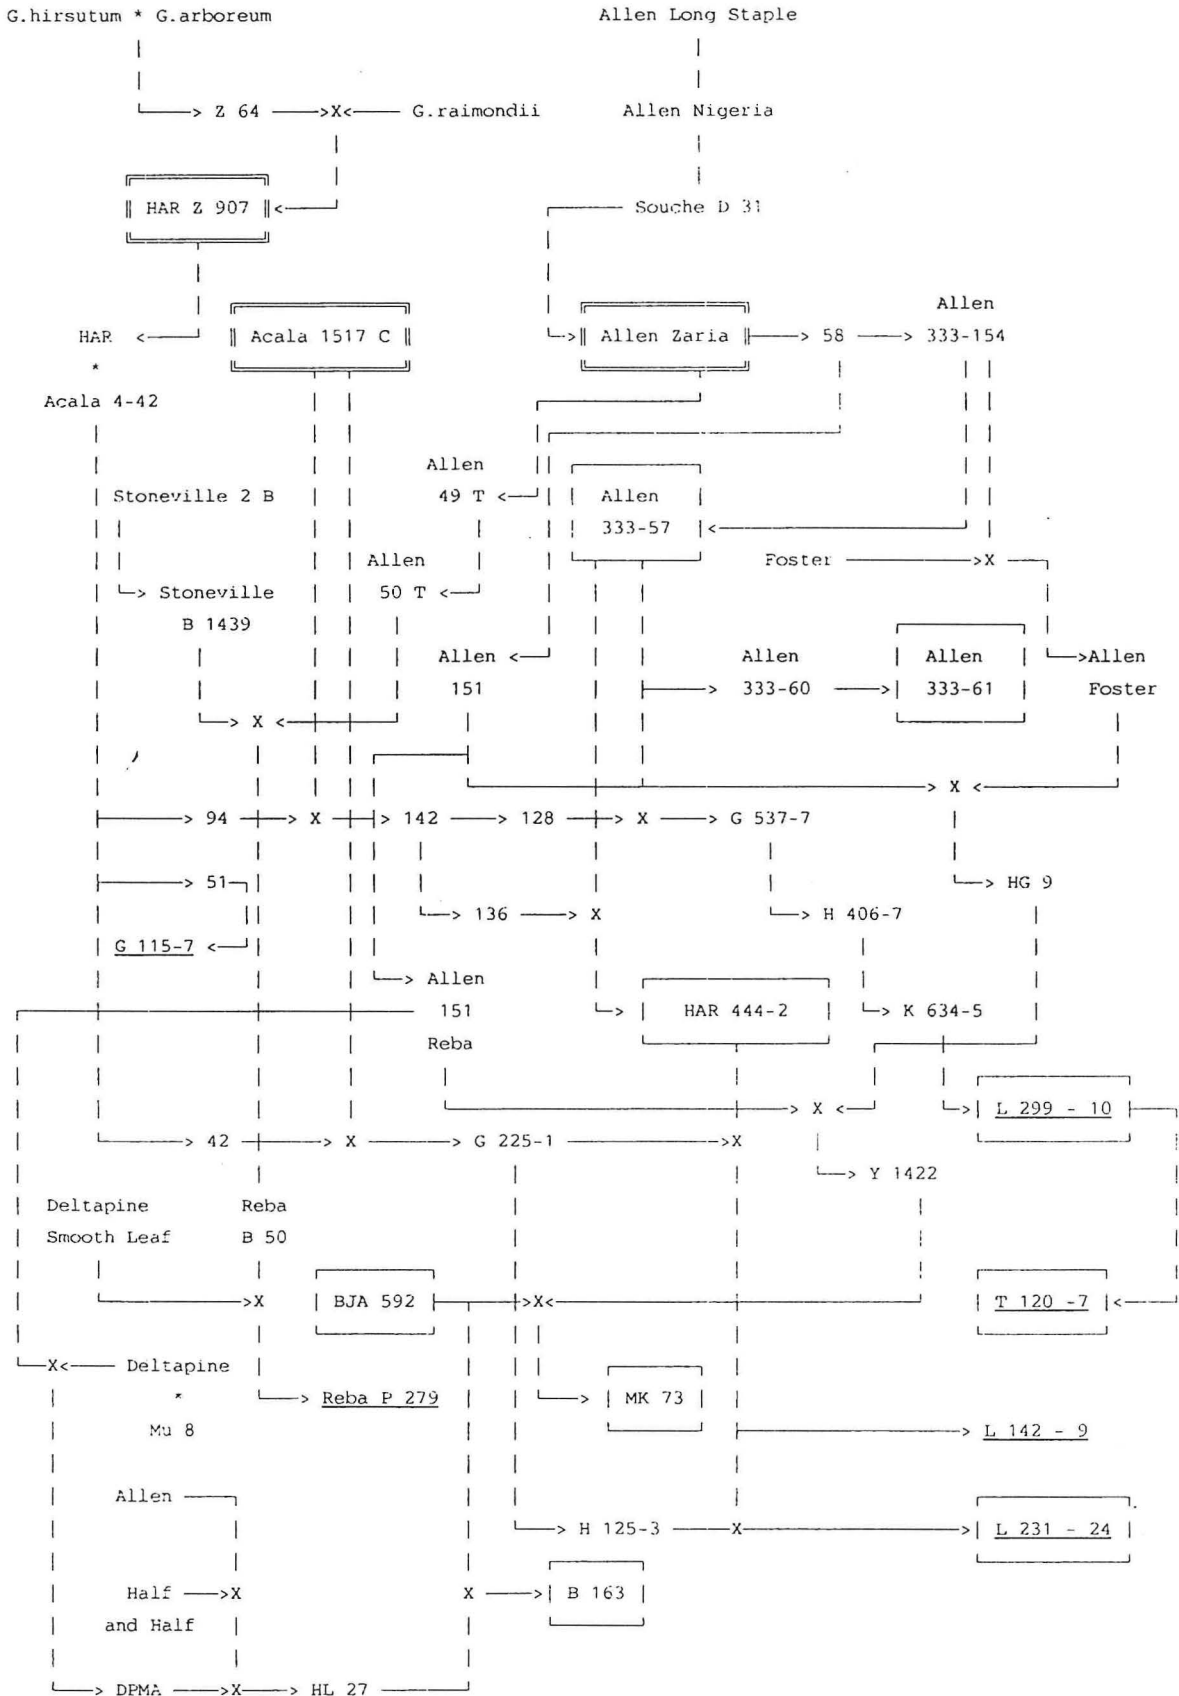 G.hirsutum * G.arboreum
Allen Long Staple
Z 64
X
G.raimondii
Allen Nigeria
HAR Z 907
Souche D 31
Allen
HAR
Acala 1517 C
Allen Zaria
58
333-154
*
Acala 4-42
Allen
Stoneville 2 B
49 T
Allen
333-57
Allen
Foster
X
Stoneville
50 T
B 1439
Allen
Allen
Allen
Allen
151
333-60
333-61
Foster
X
X
94
X
142
128
X
G 537-7
51
HG 9
136
X
H 406-7
G 115-7
Allen
151
HAR 444-2
K 634-5
Reba
X
L 299 - 10
42
X
G 225-1
X
Y 1422
Deltapine
Reba
Smooth Leaf
B 50
X
BJA 592
X
T 120 -7
X
Deltapine
*
Reba P 279
MK 73
Mu 8
L 142 - 9
Allen
H 125-3
X
L 231 - 24
Half
X
X
B 163
and Half
DPMA
X
HL 27